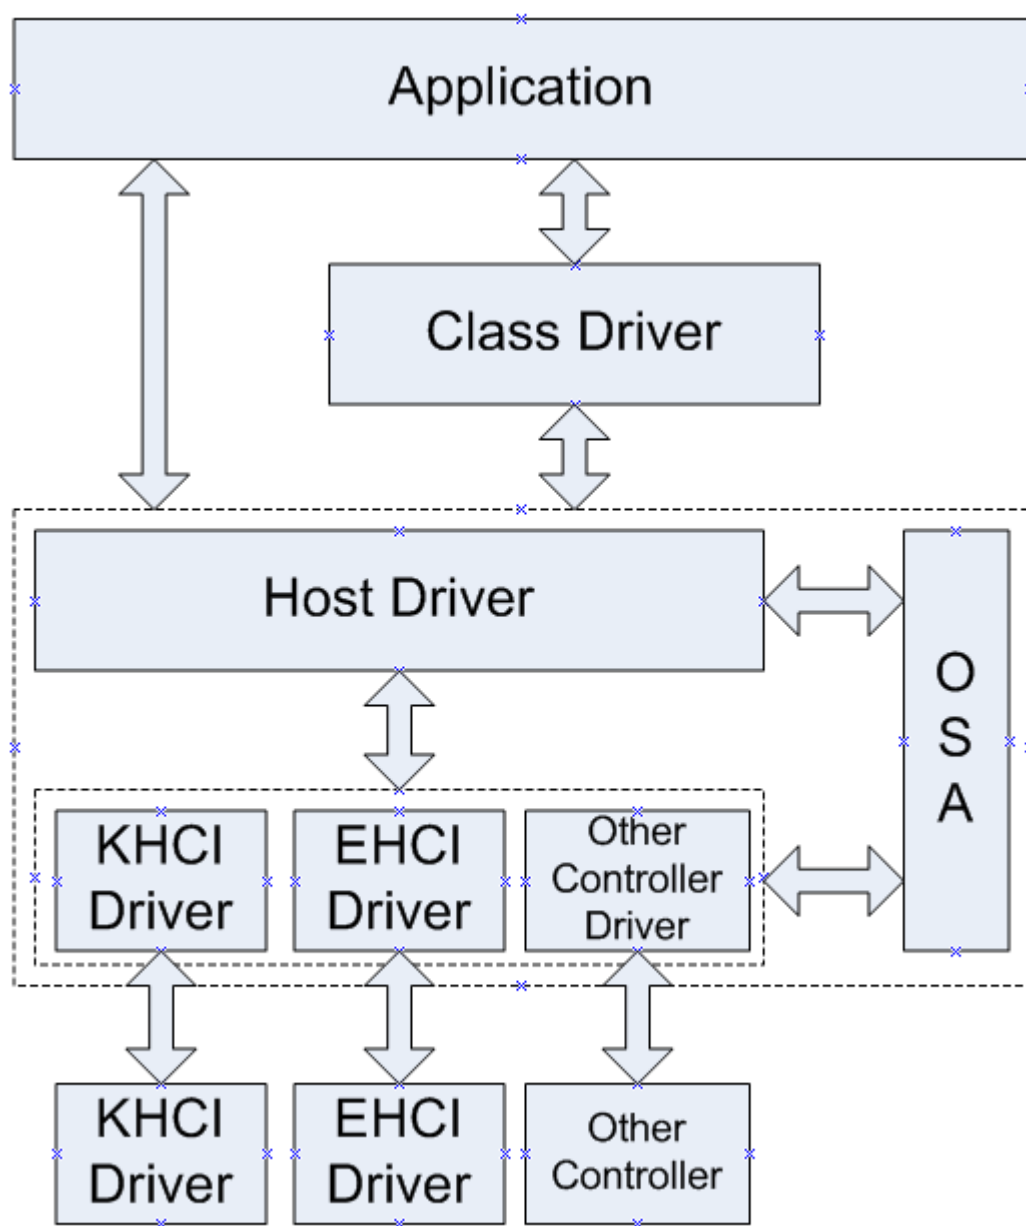 Application
Class Driver
Host Driver
O
S
A
KHCI
Driver
EHCI
Driver
Other
Controller
Driver
KHCI
Driver
EHCI
Driver
Other
Controller